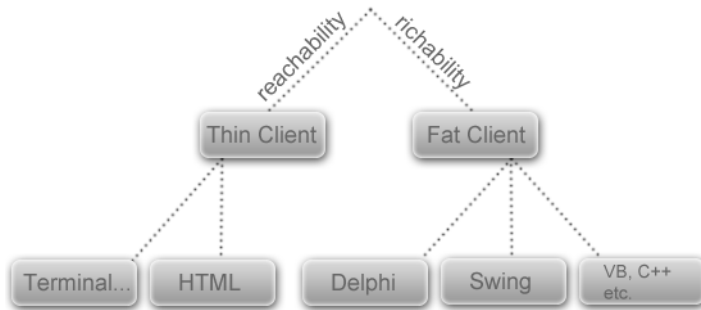 reachability
richability
Thin Client
Fat Client
Terminal...
HTML
Delphi
Swing
VB, C++
etc.